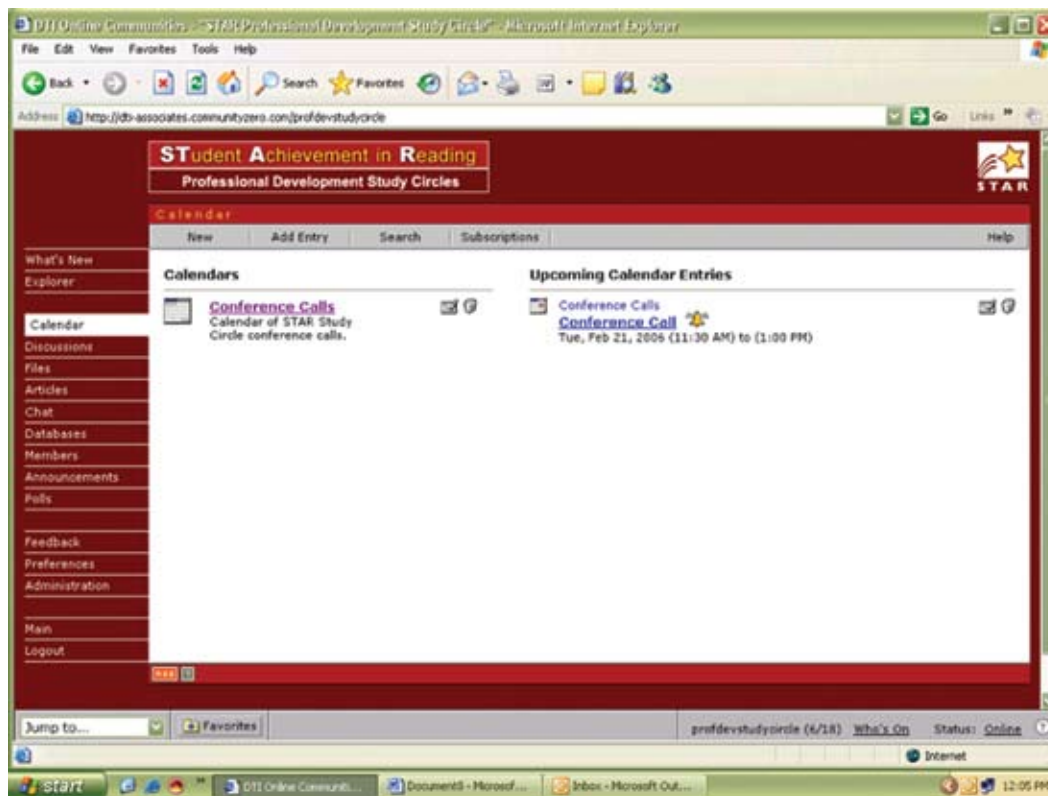 DTI Online Communities - "STAR Professional Development Study Circle" - Microsoft Internet Explorer
File Edit View Favorites Tools Help
Back Search Favorites
Address http://dti-associates.communityzero.com/profdevstudycircle Go Links
STudent Achievement in Reading
Professional Development Study Circles
STAR
Calendar
New Add Entry Search Subscriptions Help
What's New
Explorer
Calendar
Discussions
Files
Articles
Chat
Databases
Members
Announcements
Polls
Feedback
Preferences
Administration
Main
Logout
Calendars
Conference Calls
Calendar of STAR Study
Circle conference calls.
Upcoming Calendar Entries
Conference Calls
Conference Call
Tue, Feb 21, 2006 (11:30 AM) to (1:00 PM)
RSS ?
Jump to... Favorites profdevstudycircle (6/18) Who's On Status: Online ?
Internet
start DTI Online Communiti... Document5 - Microsof... Inbox - Microsoft Out... 12:05 PM